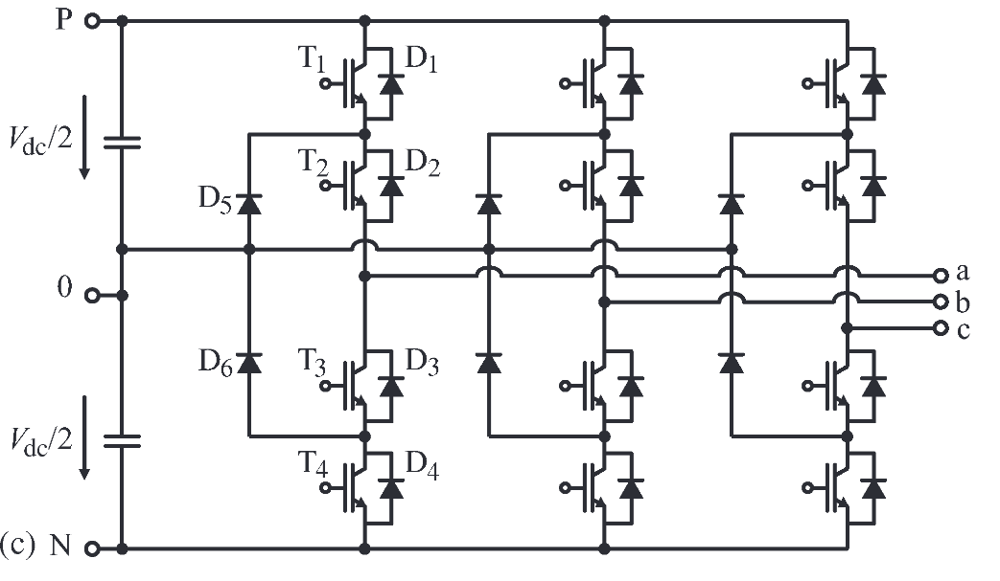 P
T1 D1
Vdc/2
T2 D2
D5
0
a
b
c
D6 T3 D3
Vdc/2
T4 D4
(c) N